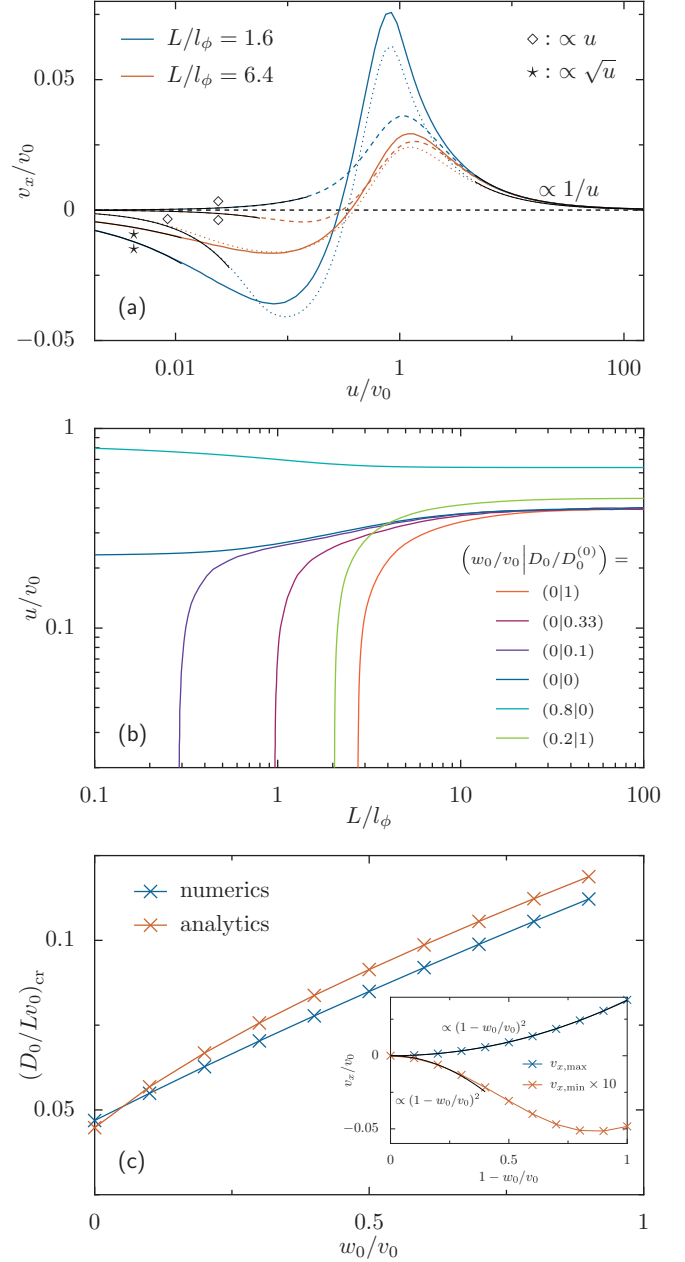 0.05
0
−0.05
v_x/v_0
L/l_ϕ = 1.6
L/l_ϕ = 6.4
◇: ∝ u
★: ∝ √u
∝ 1/u
(a)
0.01
1
100
u/v_0
1
0.1
u/v_0
(w_0/v_0|D_0/D_0^(0)) =
(0|1)
(0|0.33)
(0|0.1)
(0|0)
(0.8|0)
(0.2|1)
(b)
0.1
1
10
100
L/l_ϕ
0.1
0.05
(D_0/Lv_0)_cr
numerics
analytics
(c)
0
0.5
1
w_0/v_0
0
−0.05
v_x/v_0
∝ (1 − w_0/v_0)^2
v_x,max
v_x,min × 10
∝ (1 − w_0/v_0)^2
0
0.5
1
1 − w_0/v_0